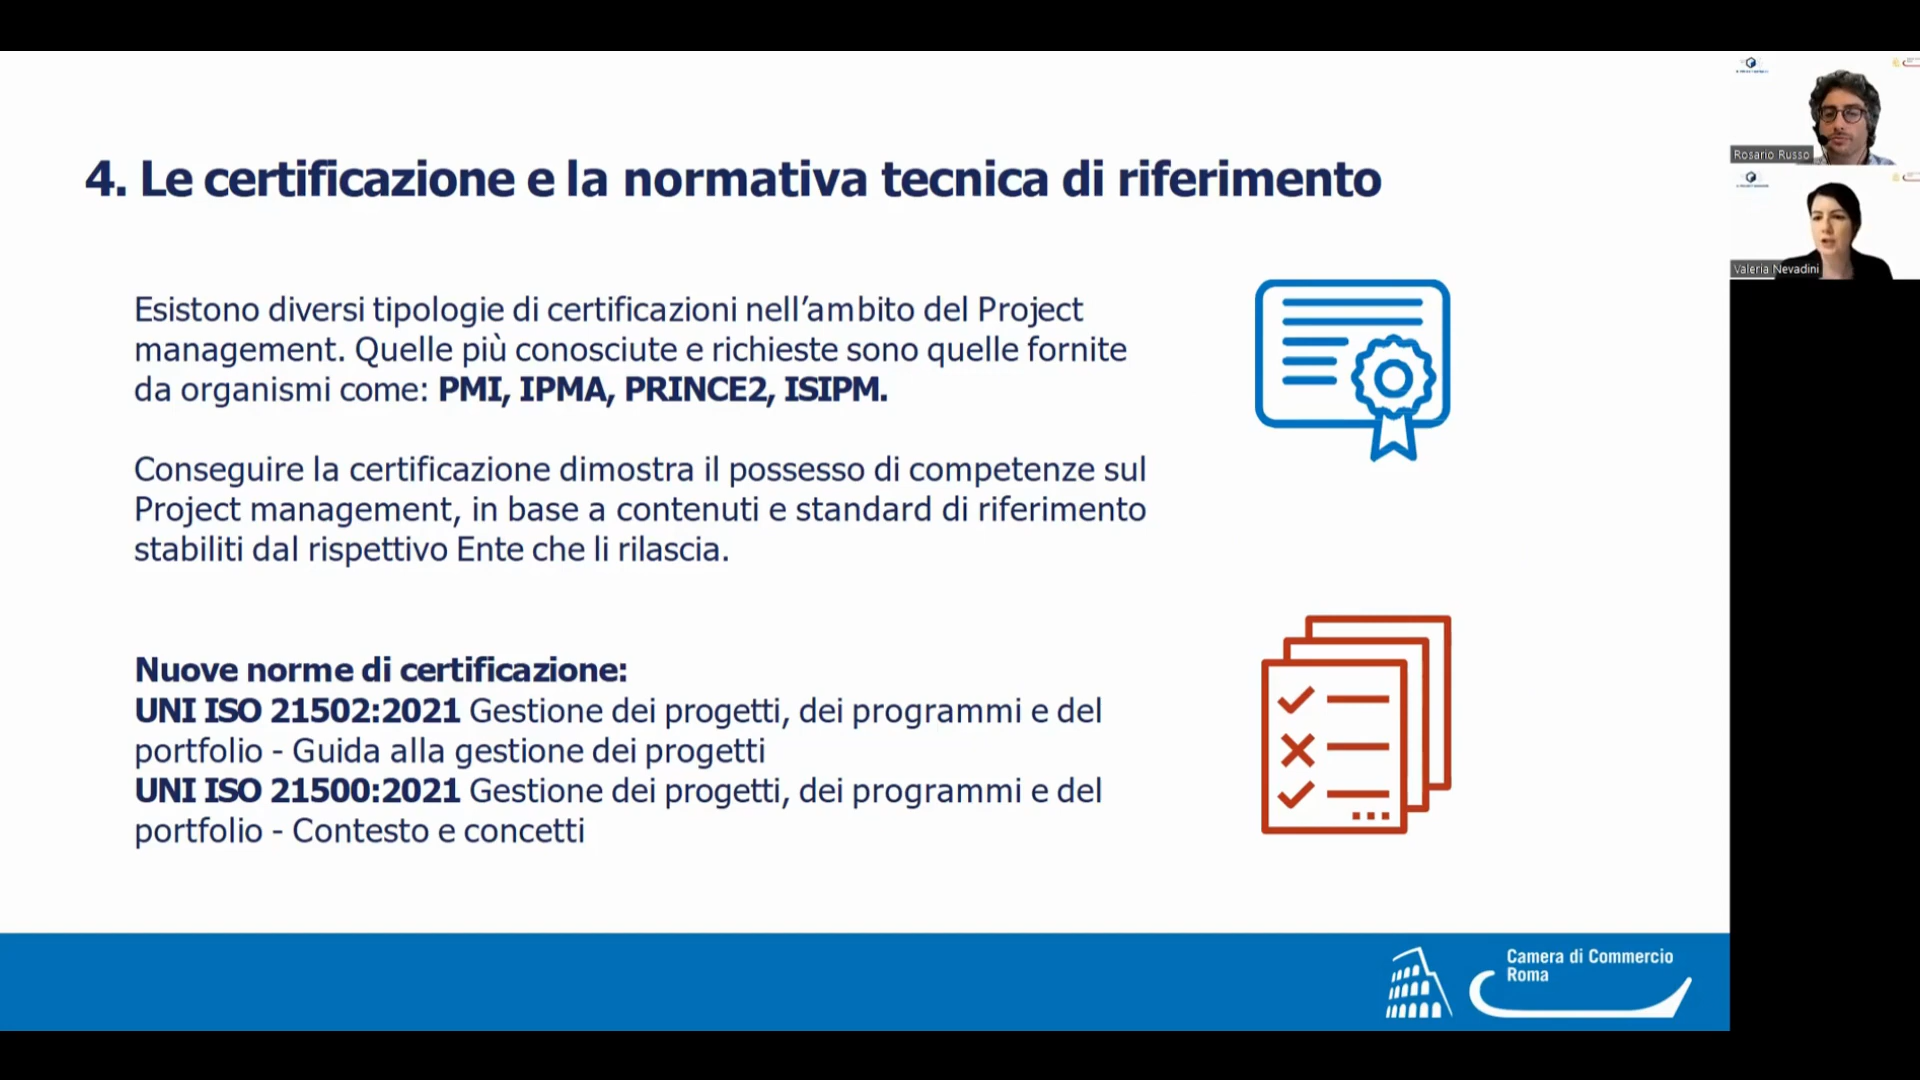 4. Le certificazione e la normativa tecnica di riferimento
Esistono diversi tipologie di certificazioni nell’ambito del Project
management. Quelle più conosciute e richieste sono quelle fornite
da organismi come: PMI, IPMA, PRINCE2, ISIPM.
Conseguire la certificazione dimostra il possesso di competenze sul
Project management, in base a contenuti e standard di riferimento
stabiliti dal rispettivo Ente che li rilascia.
Nuove norme di certificazione:
UNI ISO 21502:2021 Gestione dei progetti, dei programmi e del
portfolio - Guida alla gestione dei progetti
UNI ISO 21500:2021 Gestione dei progetti, dei programmi e del
portfolio - Contesto e concetti
Camera di Commercio
Roma
Rosario Russo
Valeria Nevadini